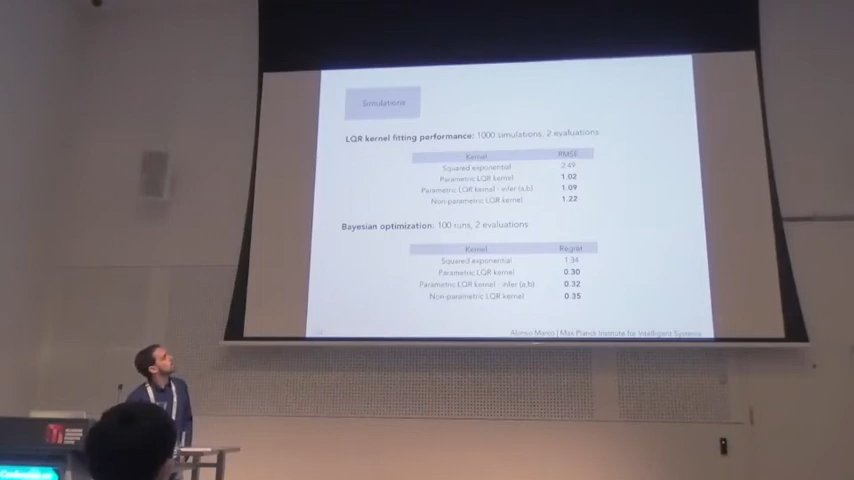 Simulations
LQR kernel fitting performance: 1000 simulations, 2 evaluations
Kernel RMSE
Squared exponential 2.49
Parametric LQR kernel 1.02
Parametric LQR kernel - infer (a,b) 1.09
Non-parametric LQR kernel 1.22
Bayesian optimization: 100 runs, 2 evaluations
Kernel Regret
Squared exponential 1.34
Parametric LQR kernel 0.30
Parametric LQR kernel - infer (a,b) 0.32
Non-parametric LQR kernel 0.35
Alonso Marco | Max Planck Institute for Intelligent Systems
Conference on